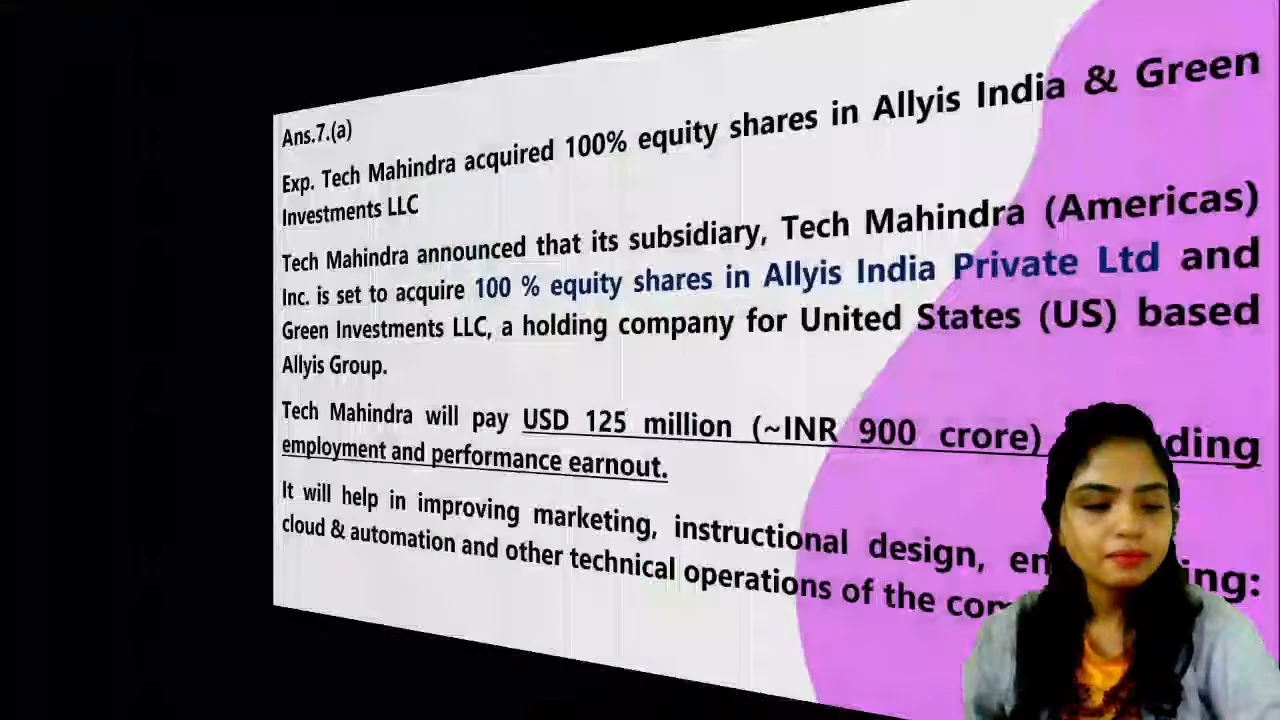 Ans.7.(a)
Exp. Tech Mahindra acquired 100% equity shares in Allyis India & Green
Investments LLC
Tech Mahindra announced that its subsidiary, Tech Mahindra (Americas)
Inc. is set to acquire 100 % equity shares in Allyis India Private Ltd and
Green Investments LLC, a holding company for United States (US) based
Allyis Group.
Tech Mahindra will pay USD 125 million (~INR 900 crore)
employment and performance earnout.
It will help in improving marketing, instructional design,
cloud & automation and other technical operations of the